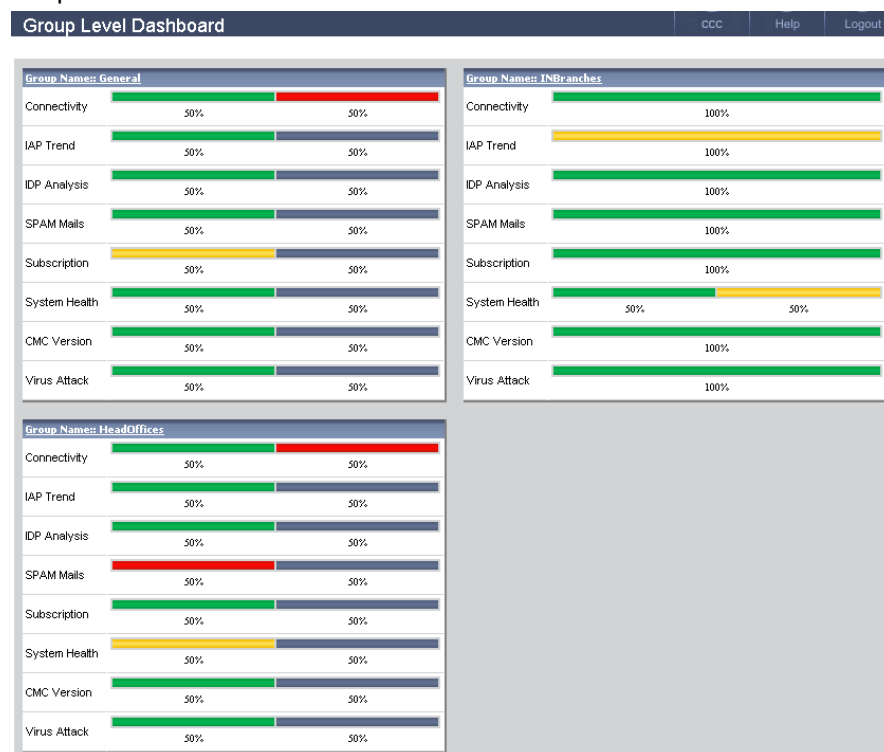 Group Level Dashboard
CCC Help Logout
Group Name:: General
Connectivity
50% 50%
IAP Trend
50% 50%
IDP Analysis
50% 50%
SPAM Mails
50% 50%
Subscription
50% 50%
System Health
50% 50%
CMC Version
50% 50%
Virus Attack
50% 50%
Group Name:: INBranches
Connectivity
100%
IAP Trend
100%
IDP Analysis
100%
SPAM Mails
100%
Subscription
100%
System Health
50% 50%
CMC Version
100%
Virus Attack
100%
Group Name:: HeadOffices
Connectivity
50% 50%
IAP Trend
50% 50%
IDP Analysis
50% 50%
SPAM Mails
50% 50%
Subscription
50% 50%
System Health
50% 50%
CMC Version
50% 50%
Virus Attack
50% 50%